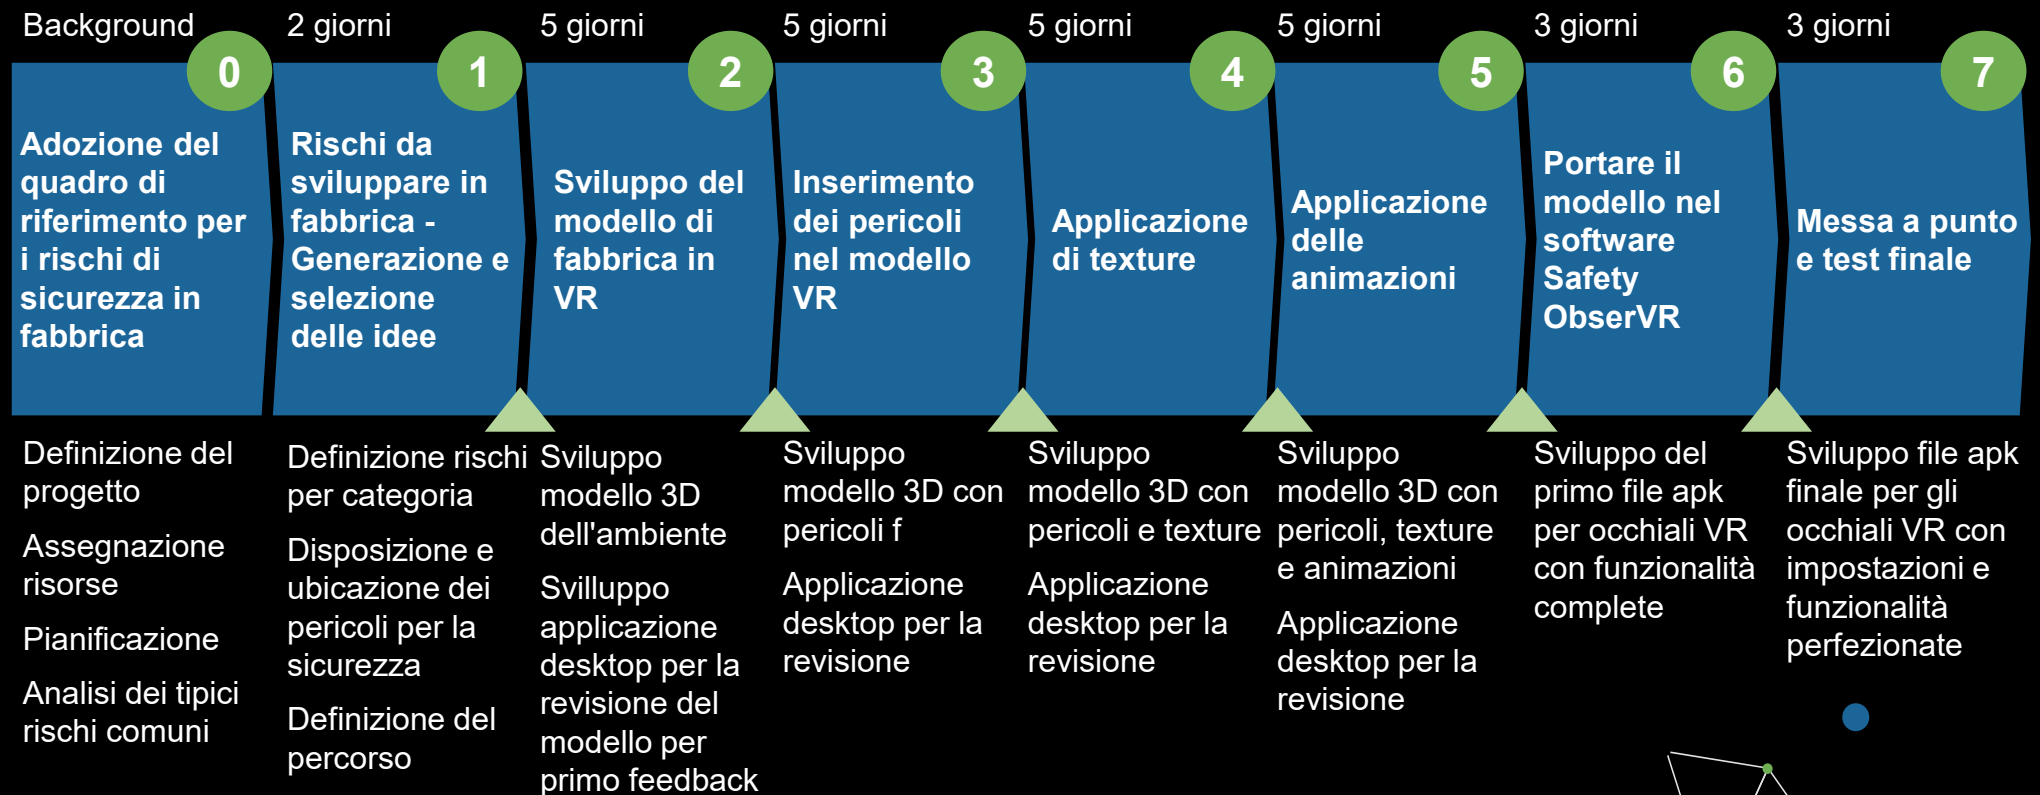 Background
0
Adozione del
quadro di
riferimento per
i rischi di
sicurezza in
fabbrica
Definizione del
progetto
Assegnazione
risorse
Pianificazione
Analisi dei tipici
rischi comuni
2 giorni
1
Rischi da
sviluppare in
fabbrica -
Generazione e
selezione
delle idee
Definizione rischi
per categoria
Disposizione e
ubicazione dei
pericoli per la
sicurezza
Definizione del
percorso
5 giorni
2
Sviluppo del
modello di
fabbrica in
VR
Sviluppo
modello 3D
dell'ambiente
Svilluppo
applicazione
desktop per la
revisione del
modello per
primo feedback
5 giorni
3
Inserimento
dei pericoli
nel modello
VR
Sviluppo
modello 3D con
pericoli f
Applicazione
desktop per la
revisione
5 giorni
4
Applicazione
di texture
Sviluppo
modello 3D con
pericoli e texture
Applicazione
desktop per la
revisione
5 giorni
5
Applicazione
delle
animazioni
Sviluppo
modello 3D con
pericoli, texture
e animazioni
Applicazione
desktop per la
revisione
3 giorni
6
Portare il
modello nel
software
Safety
ObserVR
Sviluppo del
primo file apk
per occhiali VR
con funzionalità
complete
3 giorni
7
Messa a punto
e test finale
Sviluppo file apk
finale per gli
occhiali VR con
impostazioni e
funzionalità
perfezionate